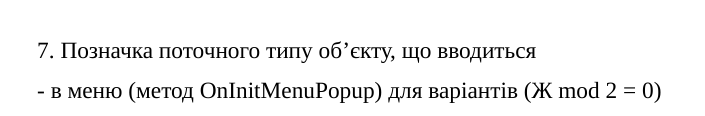 7. Позначка поточного типу об’єкту, що вводиться
- в меню (метод OnInitMenuPopup) для варіантів (Ж mod 2 = 0)